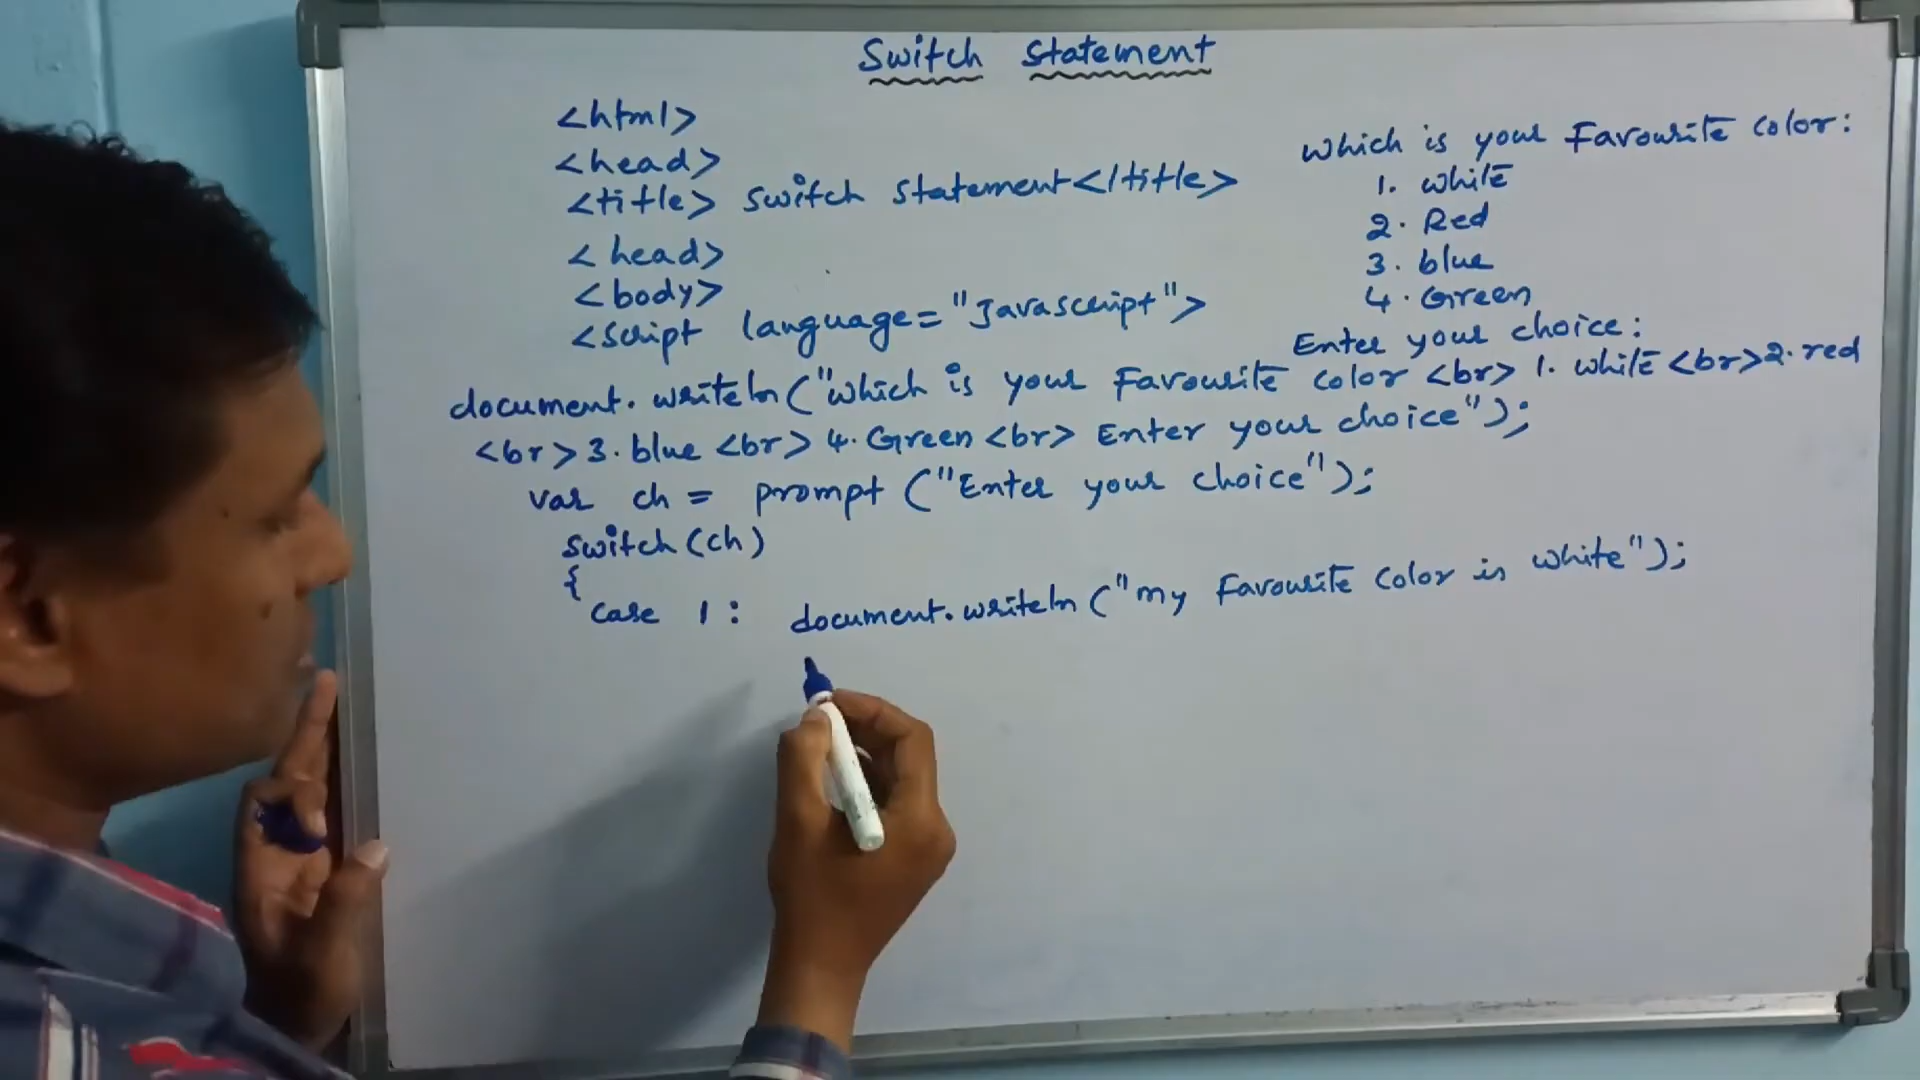 Switch Statement
<html>
<head>
<title> switch statement</title>
<head>
<body>
<script language="Javascript">
Which is your Favourite color:
1. white
2. Red
3. blue
4. Green
Enter your choice:
document.writeln("which is your Favourite color <br> 1. white <br> 2. red
<br> 3. blue <br> 4. Green <br> Enter your choice");
var ch = prompt ("Enter your choice");
switch (ch)
{
case 1: document.writeln ("my Favourite color is white");